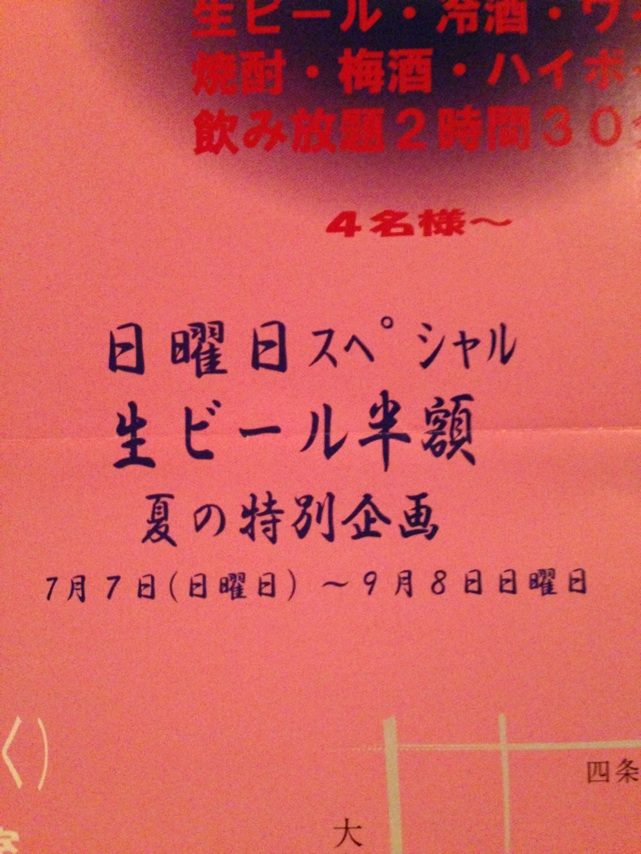 生ビール・冷酒・ワ
焼酎・梅酒・ハイボ
飲み放題２時間３０分
４名様～
日曜日スペシャル
生ビール半額
夏の特別企画
7月7日(日曜日)～9月8日日曜日
く)
四条
大